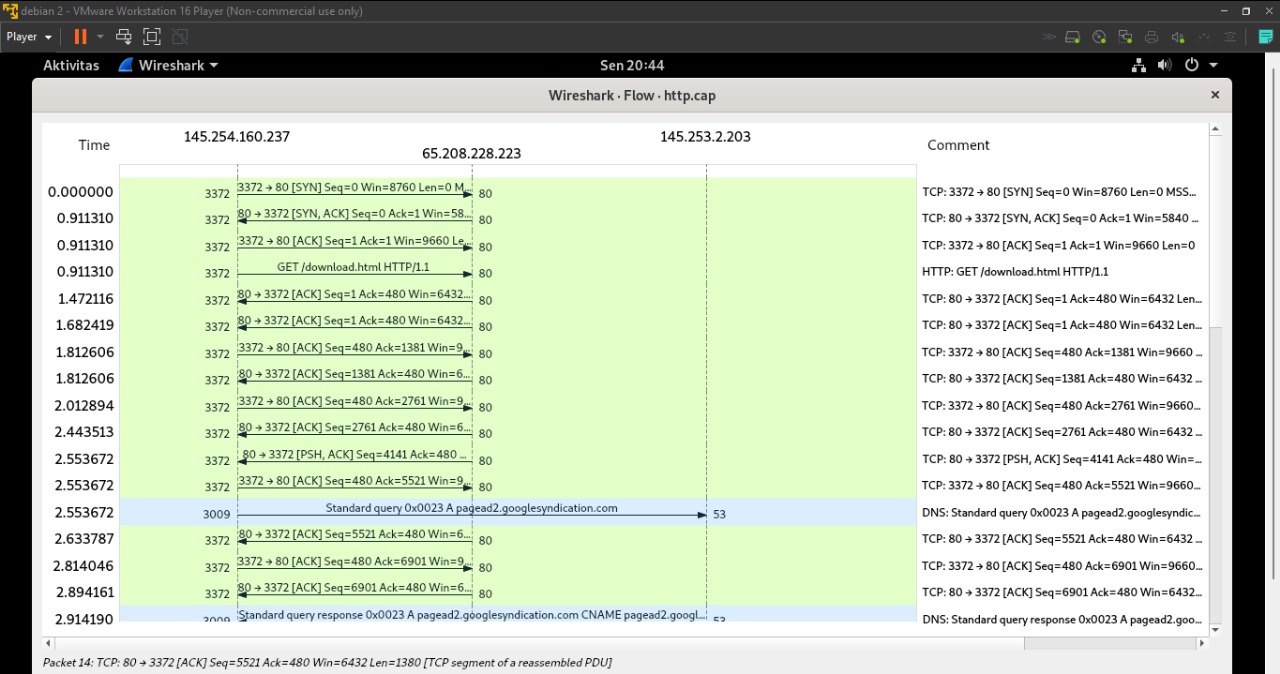 debian 2 - VMware Workstation 16 Player (Non-commercial use only)
Player
Aktivitas Wireshark Sen 20:44
Wireshark · Flow · http.cap
145.254.160.237 145.253.2.203
Time 65.208.228.223 Comment
0.000000 3372 3372 → 80 [SYN] Seq=0 Win=8760 Len=0 M... 80 TCP: 3372 → 80 [SYN] Seq=0 Win=8760 Len=0 MSS...
0.911310 3372 80 → 3372 [SYN, ACK] Seq=0 Ack=1 Win=58... 80 TCP: 80 → 3372 [SYN, ACK] Seq=0 Ack=1 Win=5840 ...
0.911310 3372 3372 → 80 [ACK] Seq=1 Ack=1 Win=9660 Le... 80 TCP: 3372 → 80 [ACK] Seq=1 Ack=1 Win=9660 Len=0
0.911310 3372 GET /download.html HTTP/1.1 80 HTTP: GET /download.html HTTP/1.1
1.472116 3372 80 → 3372 [ACK] Seq=1 Ack=480 Win=6432... 80 TCP: 80 → 3372 [ACK] Seq=1 Ack=480 Win=6432 Len...
1.682419 3372 80 → 3372 [ACK] Seq=1 Ack=480 Win=6432... 80 TCP: 80 → 3372 [ACK] Seq=1 Ack=480 Win=6432 Len...
1.812606 3372 3372 → 80 [ACK] Seq=480 Ack=1381 Win=9... 80 TCP: 3372 → 80 [ACK] Seq=480 Ack=1381 Win=9660 ...
1.812606 3372 80 → 3372 [ACK] Seq=1381 Ack=480 Win=6... 80 TCP: 80 → 3372 [ACK] Seq=1381 Ack=480 Win=6432 ...
2.012894 3372 3372 → 80 [ACK] Seq=480 Ack=2761 Win=9... 80 TCP: 3372 → 80 [ACK] Seq=480 Ack=2761 Win=9660...
2.443513 3372 80 → 3372 [ACK] Seq=2761 Ack=480 Win=6... 80 TCP: 80 → 3372 [ACK] Seq=2761 Ack=480 Win=6432 ...
2.553672 3372 80 → 3372 [PSH, ACK] Seq=4141 Ack=480 ... 80 TCP: 80 → 3372 [PSH, ACK] Seq=4141 Ack=480 Win=...
2.553672 3372 3372 → 80 [ACK] Seq=480 Ack=5521 Win=9... 80 TCP: 3372 → 80 [ACK] Seq=480 Ack=5521 Win=9660...
2.553672 3009 Standard query 0x0023 A pagead2.googlesyndication.com 53 DNS: Standard query 0x0023 A pagead2.googlesyndic...
2.633787 3372 80 → 3372 [ACK] Seq=5521 Ack=480 Win=6... 80 TCP: 80 → 3372 [ACK] Seq=5521 Ack=480 Win=6432 ...
2.814046 3372 3372 → 80 [ACK] Seq=480 Ack=6901 Win=9... 80 TCP: 3372 → 80 [ACK] Seq=480 Ack=6901 Win=9660...
2.894161 3372 80 → 3372 [ACK] Seq=6901 Ack=480 Win=6... 80 TCP: 80 → 3372 [ACK] Seq=6901 Ack=480 Win=6432...
2.914190 3009 Standard query response 0x0023 A pagead2.googlesyndication.com CNAME pagead2.googl... 53 DNS: Standard query response 0x0023 A pagead2.goo...
Packet 14: TCP: 80 → 3372 [ACK] Seq=5521 Ack=480 Win=6432 Len=1380 [TCP segment of a reassembled PDU]